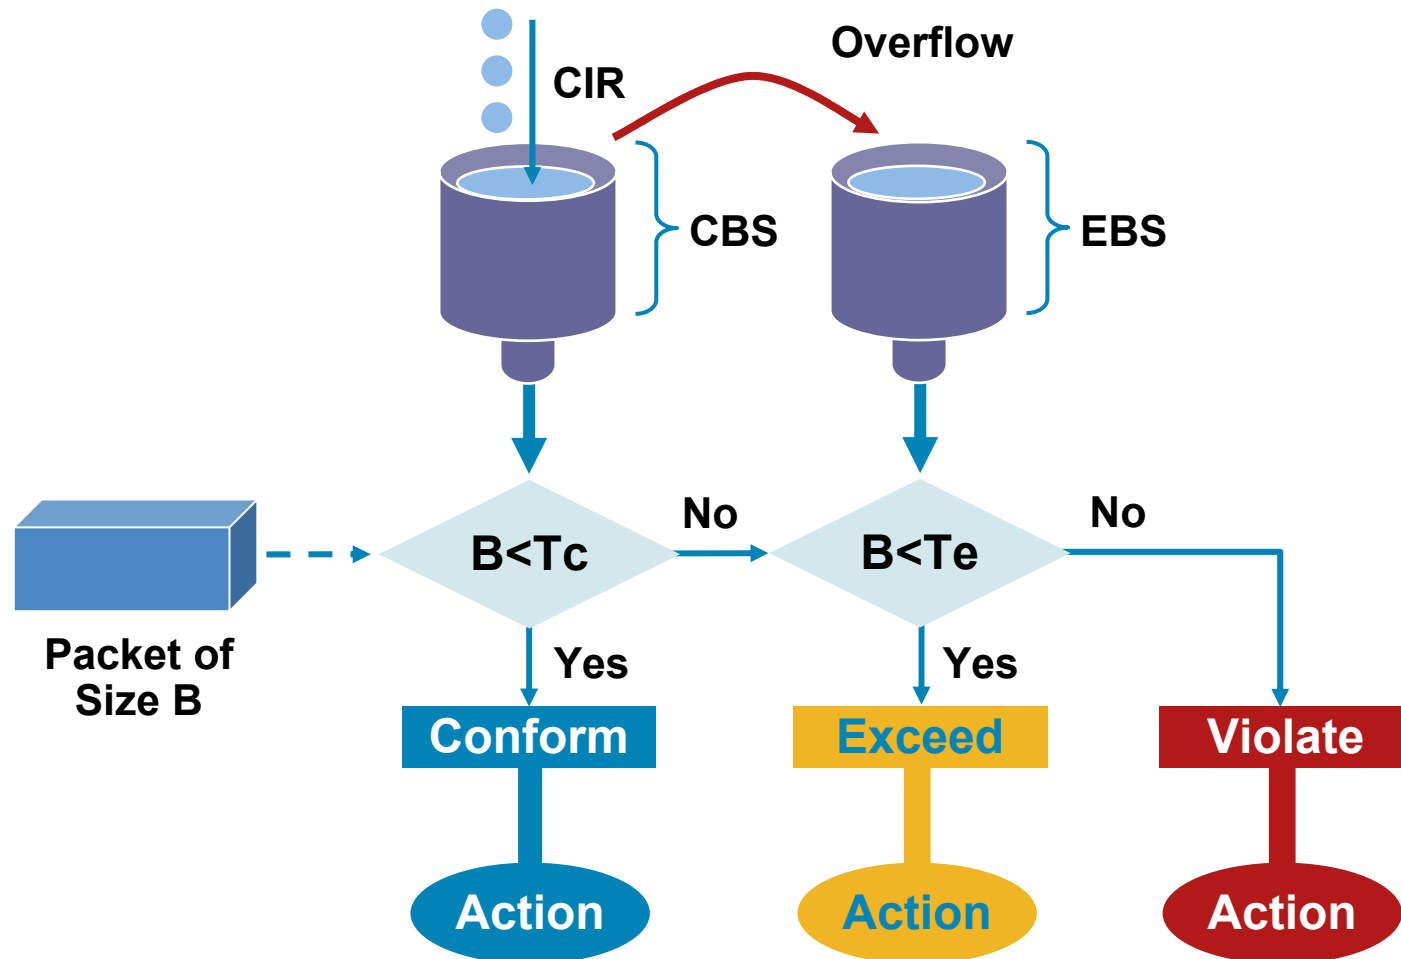 Overflow
CIR
CBS
EBS
No
No
B<Tc
B<Te
Packet of
Size B
Yes
Yes
Conform
Exceed
Violate
Action
Action
Action